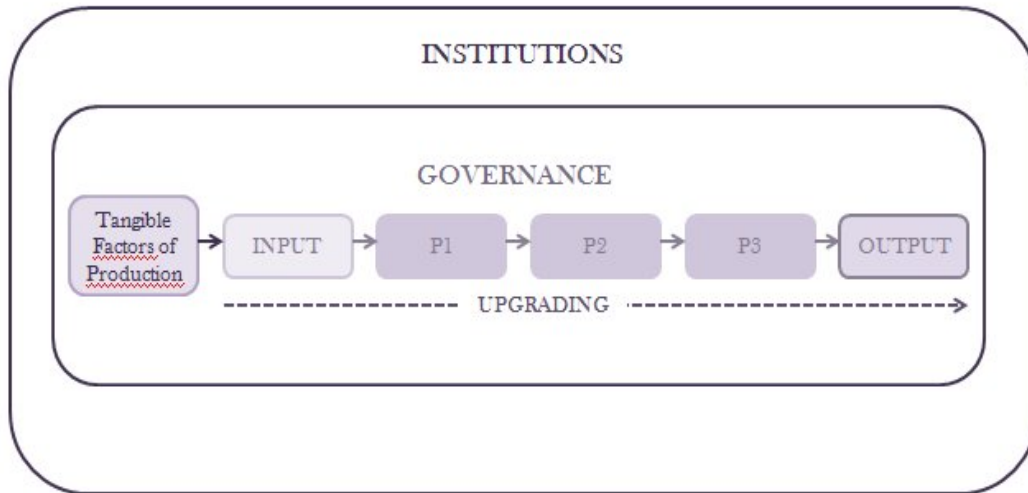 INSTITUTIONS
GOVERNANCE
Tangible
Factors of
Production
INPUT
P1
P2
P3
OUTPUT
UPGRADING